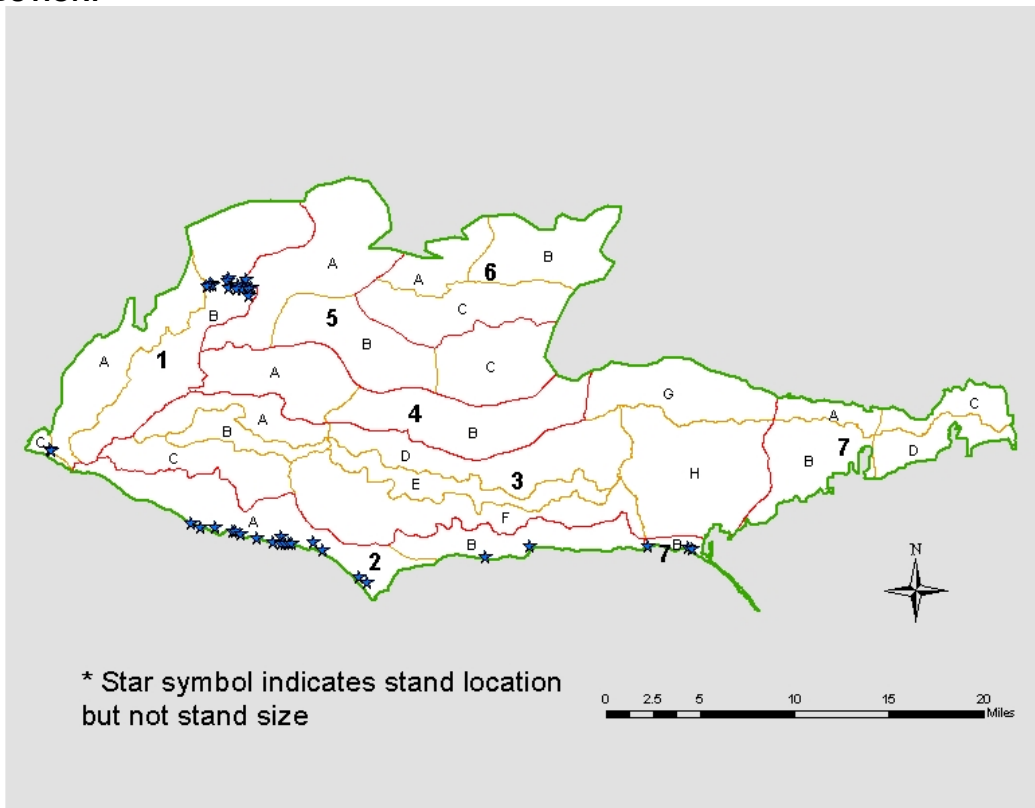 A
B
6
A
C
A
5
B
B
1
A
A
C
G
4
A
A
C
B
B
7
D
C
C
D
B
E
3
H
F
A
B
7
B
2
N
* Star symbol indicates stand location
but not stand size
0 2.5 5 10 15 20
Miles